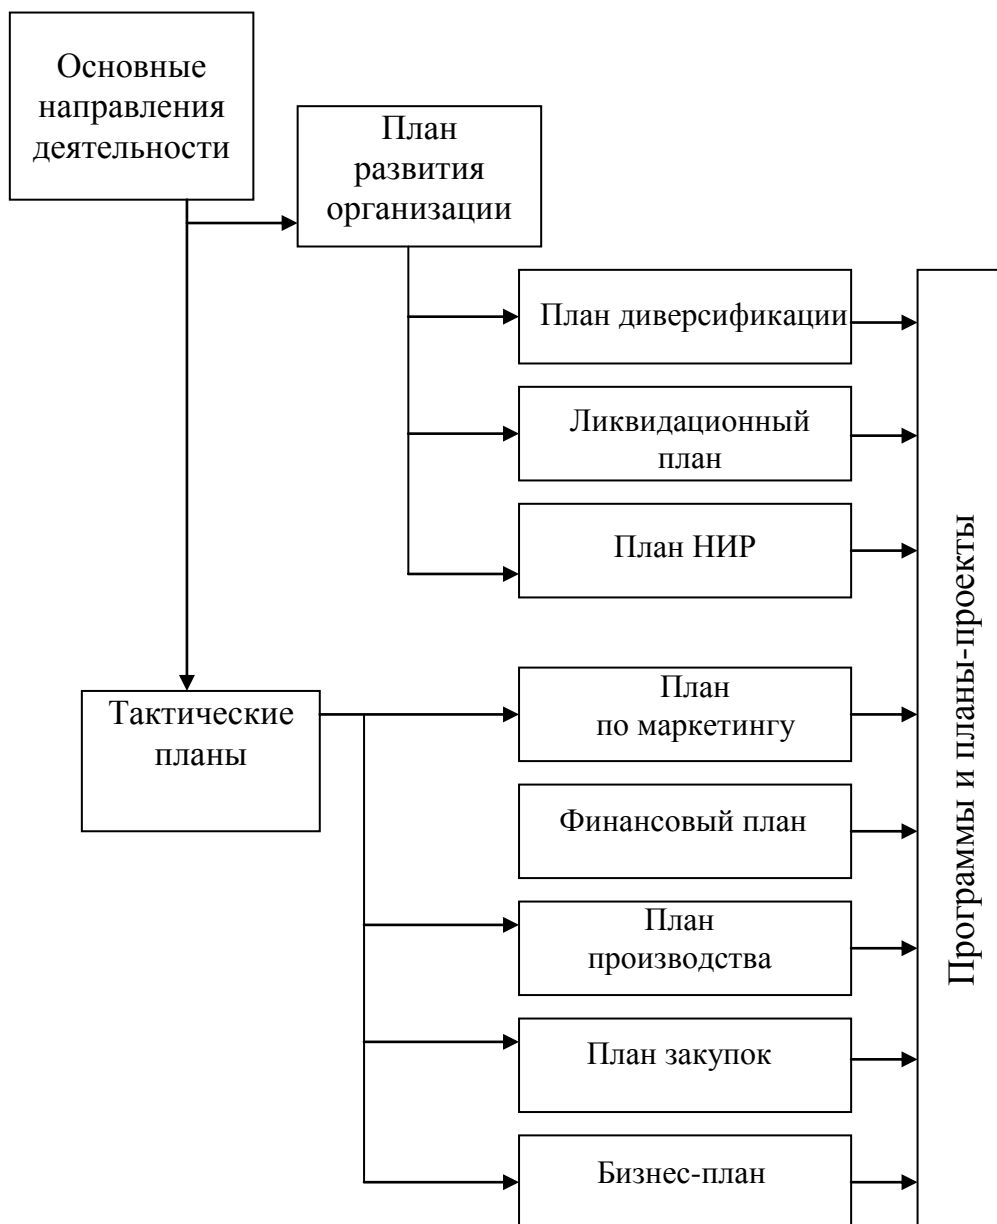 Основные
направления
деятельности
План
развития
организации
План диверсификации
Ликвидационный
план
План НИР
Тактические
планы
План
по маркетингу
Финансовый план
План
производства
План закупок
Бизнес-план
Программы и планы-проекты